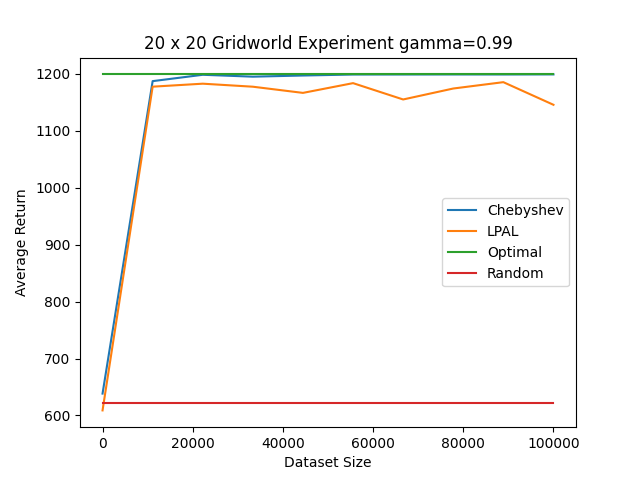 20 x 20 Gridworld Experiment gamma=0.99
1200
1100
1000
900
800
700
600
Average Return
Chebyshev
LPAL
Optimal
Random
0
20000
40000
60000
80000
100000
Dataset Size